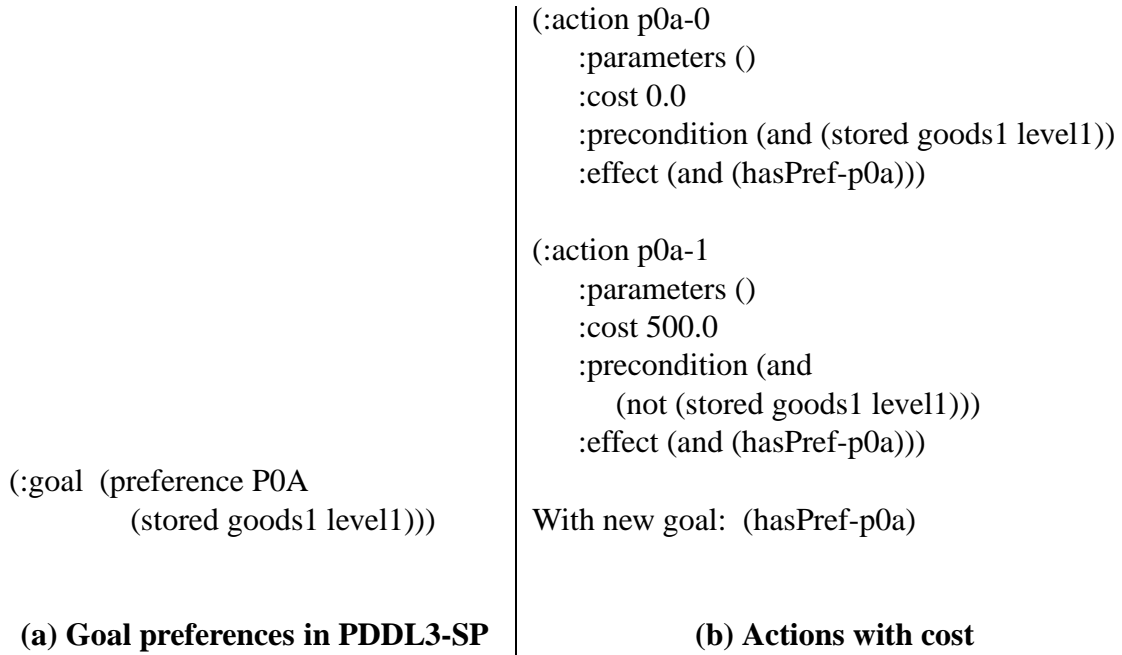 (:goal (preference P0A
(stored goods1 level1)))
(a) Goal preferences in PDDL3-SP
(:action p0a-0
:parameters ()
:cost 0.0
:precondition (and (stored goods1 level1))
:effect (and (hasPref-p0a)))
(:action p0a-1
:parameters ()
:cost 500.0
:precondition (and
(not (stored goods1 level1)))
:effect (and (hasPref-p0a)))
With new goal: (hasPref-p0a)
(b) Actions with cost